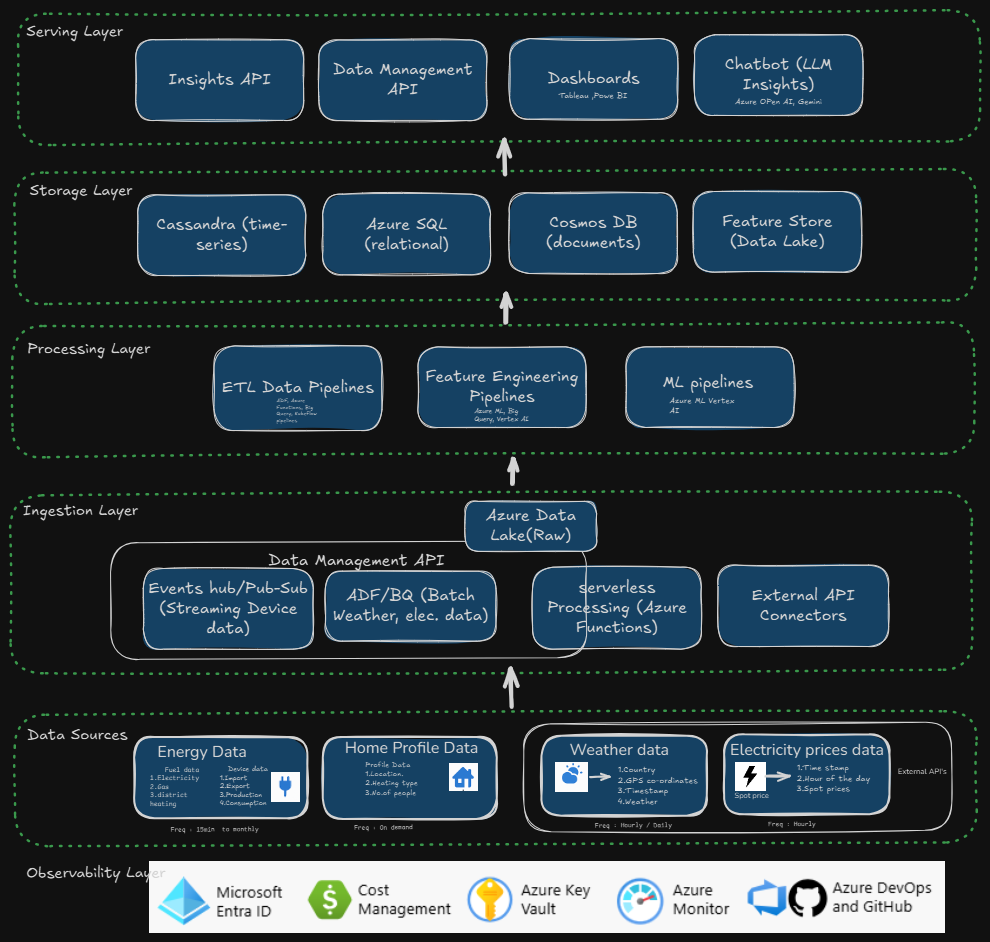 Serving Layer
Insights API
Data Management
API
Dashboards
Tableau ,Powe BI
Chatbot (LLM
Insights)
Azure OPen AI, Gemini
Storage Layer
Cassandra (time-
series)
Azure SQL
(relational)
Cosmos DB
(documents)
Feature Store
(Data Lake)
Processing Layer
ETL Data Pipelines
ADF, Azure
Functions, Big
Query, Kubeflow
pipelines
Feature Engineering
Pipelines
Azure ML, Big
Query, Vertex AI
ML pipelines
Azure ML Vertex
AI
Ingestion Layer
Azure Data
Lake(Raw)
Data Management API
Events hub/Pub-Sub
(Streaming Device
data)
ADF/BQ (Batch
Weather, elec. data)
serverless
Processing (Azure
Functions)
External API
Connectors
Data Sources
Energy Data
Fuel data
1.Electricity
2.Gas
3.district
heating
Device data
1.Import
2.Export
3.Production
4.Consumption
Freq : 15min to monthly
Home Profile Data
Profile Data
1.Location.
2.Heating type
3.No.of people
Freq : On demand
Weather data
1.Country
2.GPS co-ordinates
3.Timestamp
4.Weather
Freq : Hourly / Daily
Electricity prices data
Spot price
1.Time stamp
2.Hour of the day
3.Spot prices
Freq : Hourly
External API's
Observability Layer
Microsoft
Entra ID
Cost
Management
Azure Key
Vault
Azure
Monitor
Azure DevOps
and GitHub